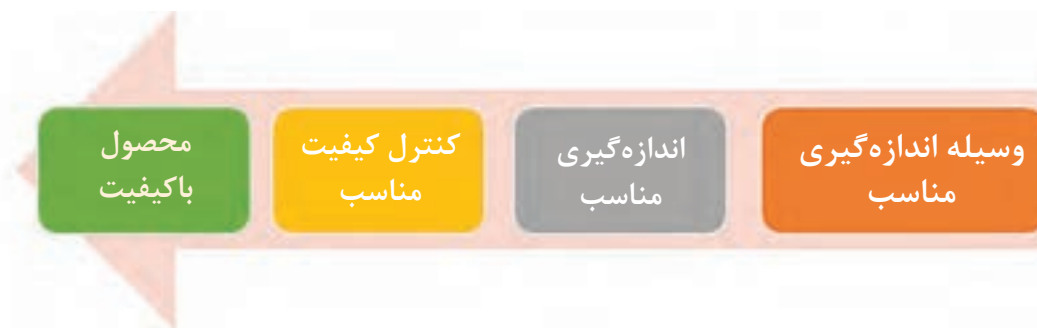 وسیله اندازه‌گیری
مناسب
اندازه‌گیری
مناسب
کنترل کیفیت
مناسب
محصول
باکیفیت